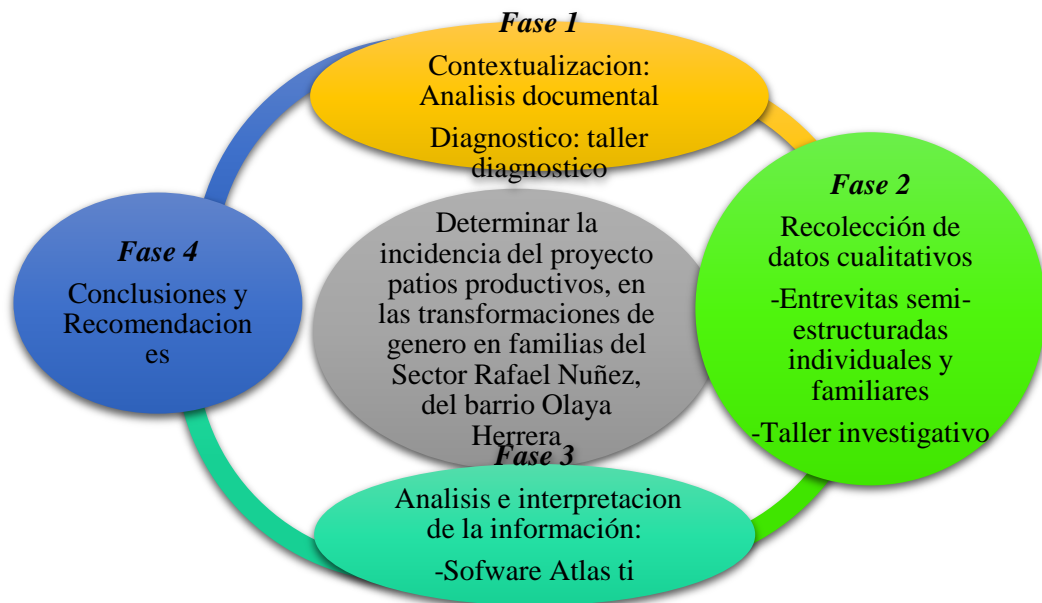 Fase 1
Contextualizacion:
Analisis documental
Diagnostico: taller
diagnostico
Fase 2
Recolección de
datos cualitativos
-Entrevitas semi-
estructuradas
individuales y
familiares
-Taller investigativo
Determinar la
incidencia del proyecto
patios productivos, en
las transformaciones de
genero en familias del
Sector Rafael Nuñez,
del barrio Olaya
Herrera
Fase 3
Analisis e interpretacion
de la información:
-Sofware Atlas ti
Fase 4
Conclusiones y
Recomendacion
es